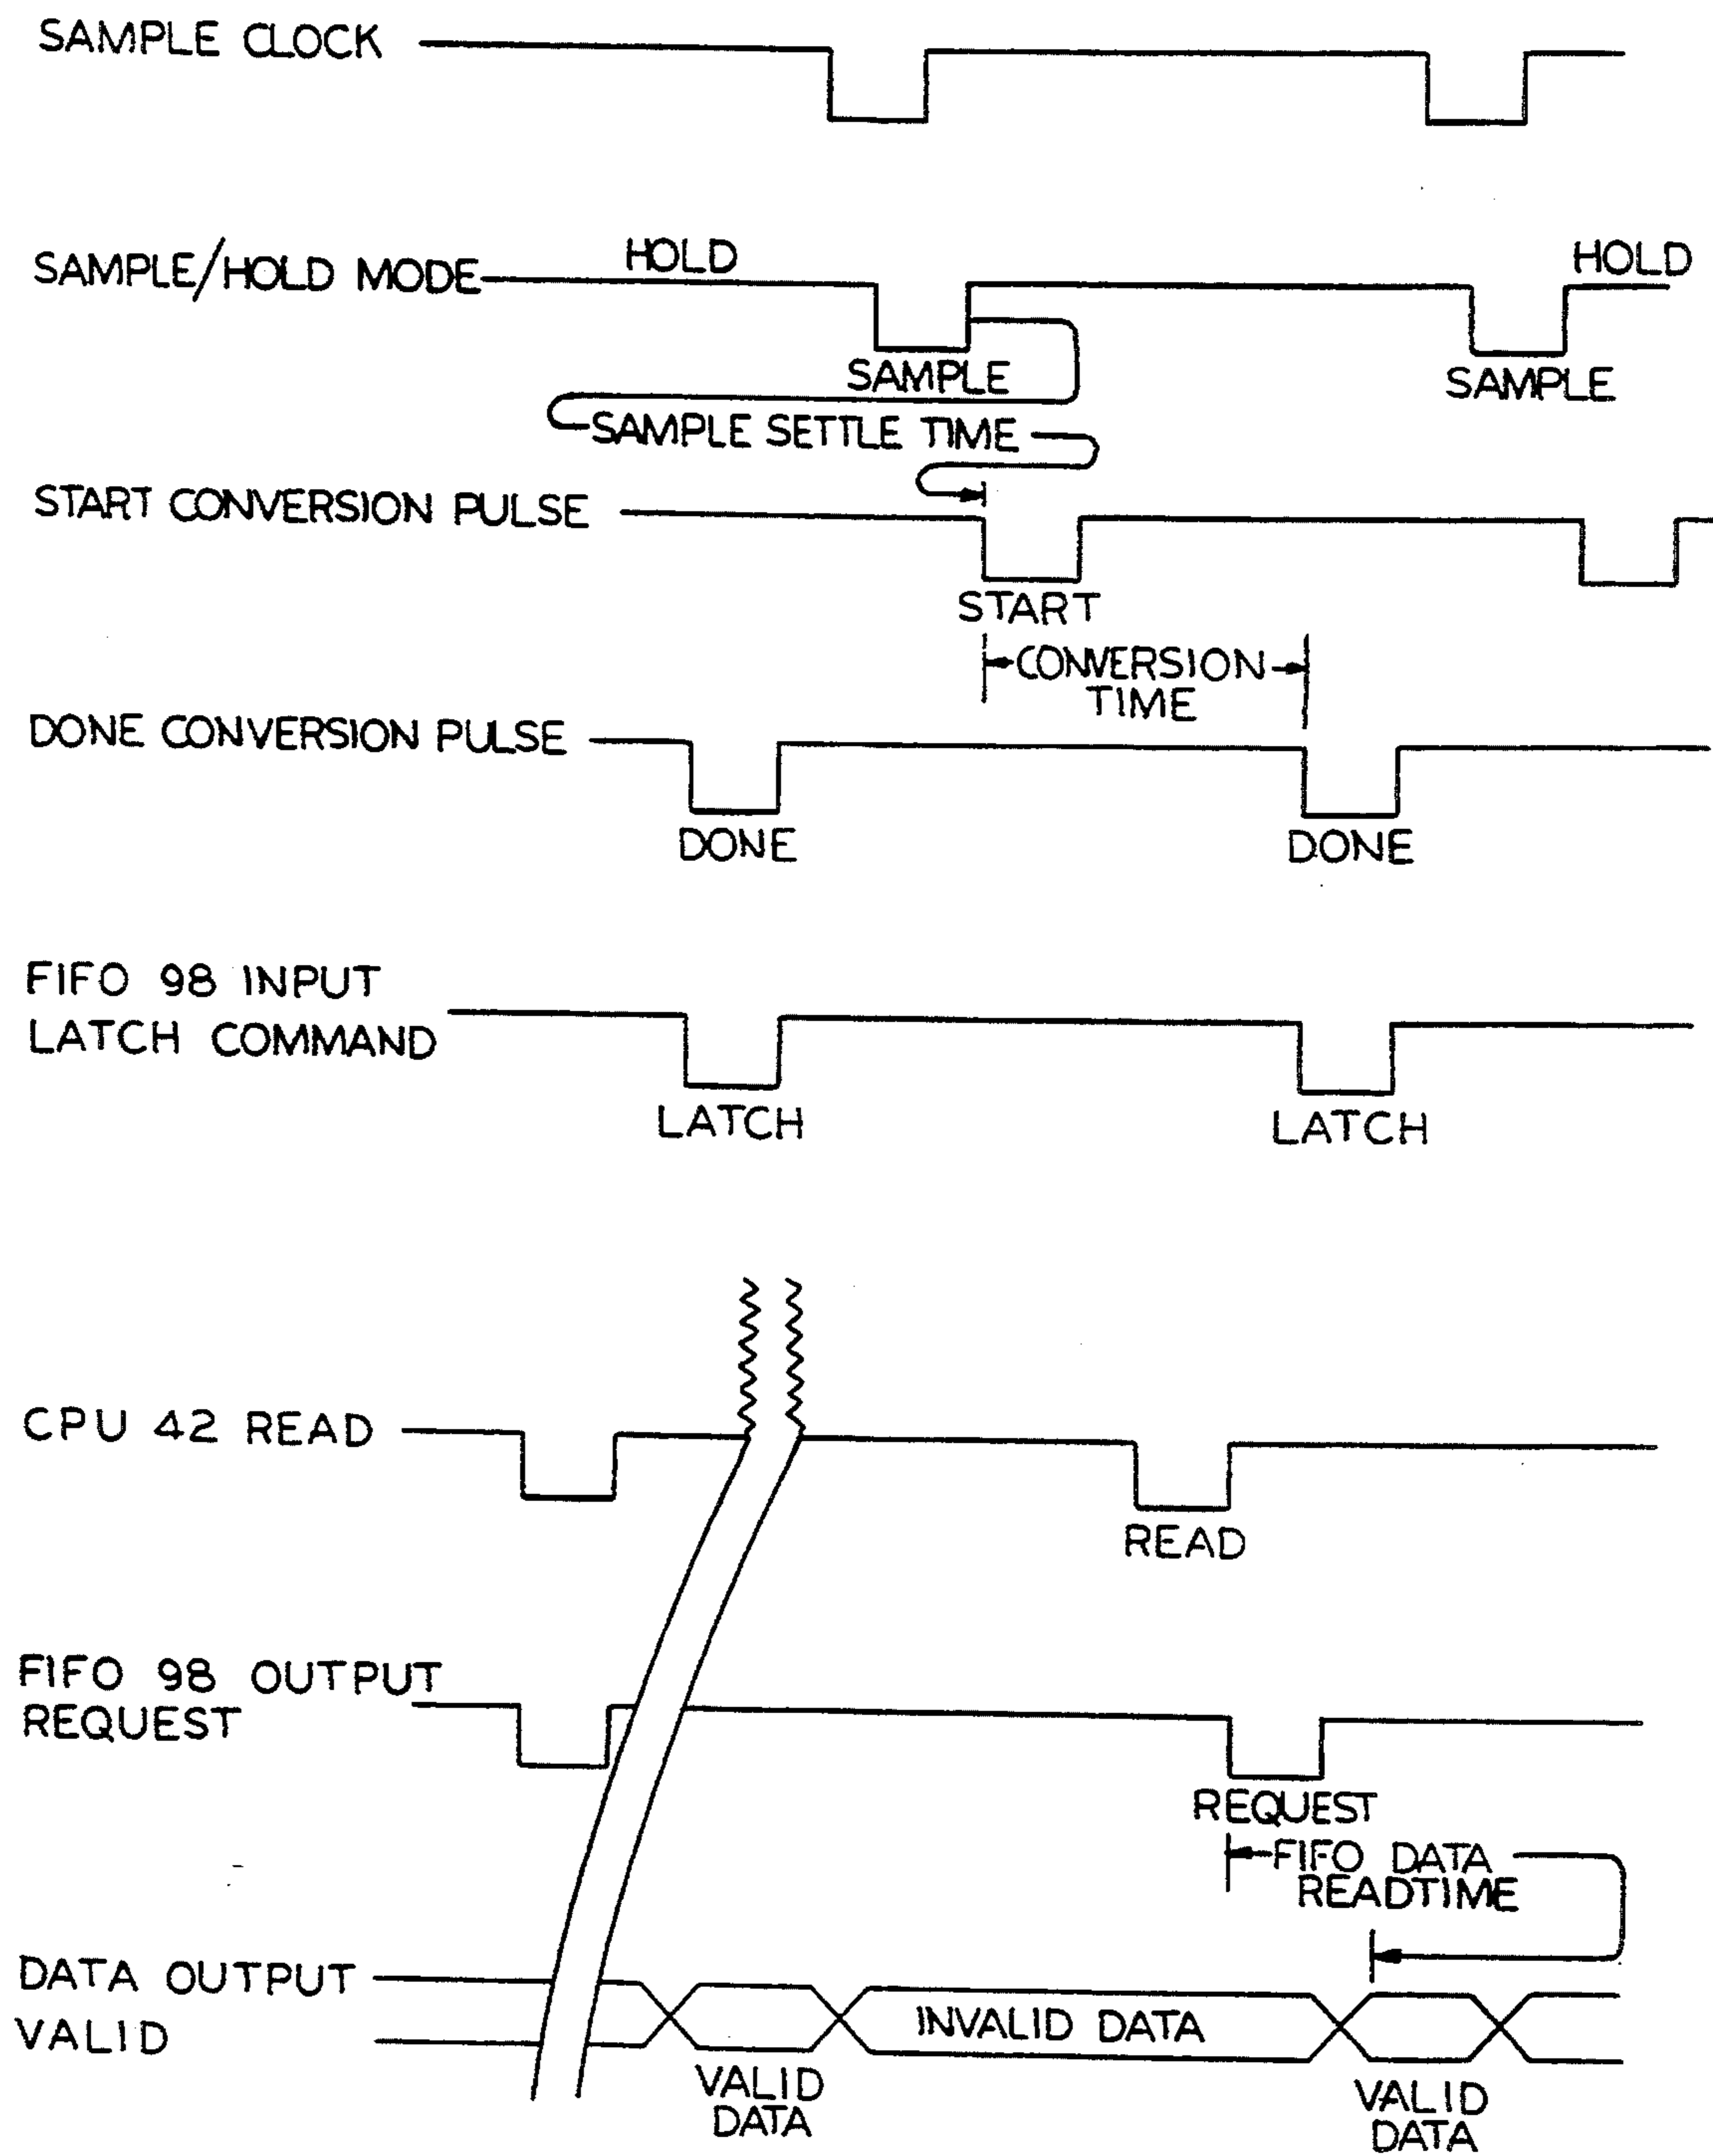 SAMPLE CLOCK
HOLD
HOLD
SAMPLE/HOLD MODE
SAMPLE
SAMPLE
SAMPLE SETTLE TIME
START CONVERSION PULSE
START
CONVERSION
TIME
DONE CONVERSION PULSE
DONE
DONE
FIFO 98 INPUT
LATCH COMMAND
LATCH
LATCH
CPU 42 READ
READ
FIFO 98 OUTPUT
REQUEST
REQUEST
FIFO DATA
READTIME
DATA OUTPUT
VALID
INVALID DATA
VALID
DATA
VALID
DATA